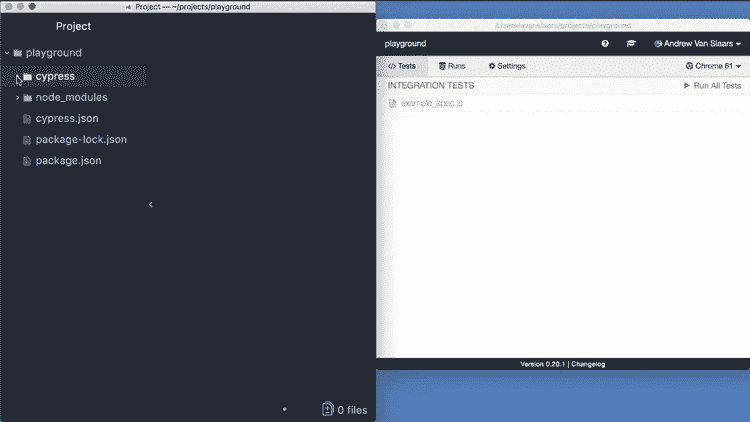 Project — ~/projects/playground
Project
playground
cypress
node_modules
cypress.json
package-lock.json
package.json
0 files
/Users/avanslaars/projects/playground
playground
Andrew Van Slaars
</> Tests
Runs
Settings
Chrome 61
INTEGRATION TESTS
Run All Tests
example_spec.js
Version 0.20.1 | Changelog